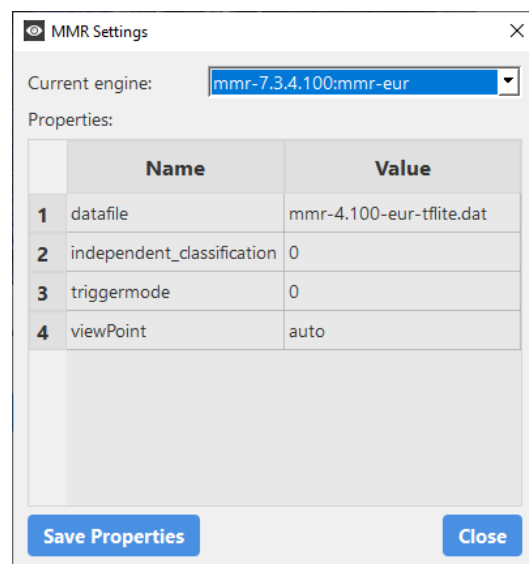 MMR Settings
Current engine: mmr-7.3.4.100:mmr-eur
Properties:
Name Value
1 datafile mmr-4.100-eur-tflite.dat
2 independent_classification 0
3 triggermode 0
4 viewPoint auto
Save Properties Close